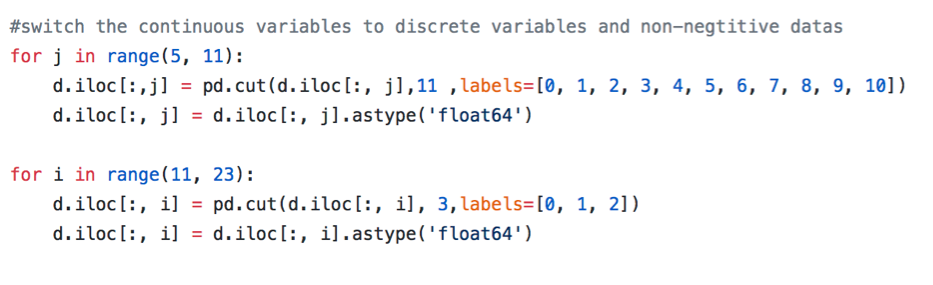 #switch the continuous variables to discrete variables and non-negtitive datas
for j in range(5, 11):
    d.iloc[:,j] = pd.cut(d.iloc[:, j],11 ,labels=[0, 1, 2, 3, 4, 5, 6, 7, 8, 9, 10])
    d.iloc[:, j] = d.iloc[:, j].astype('float64')
for i in range(11, 23):
    d.iloc[:, i] = pd.cut(d.iloc[:, i], 3,labels=[0, 1, 2])
    d.iloc[:, i] = d.iloc[:, i].astype('float64')